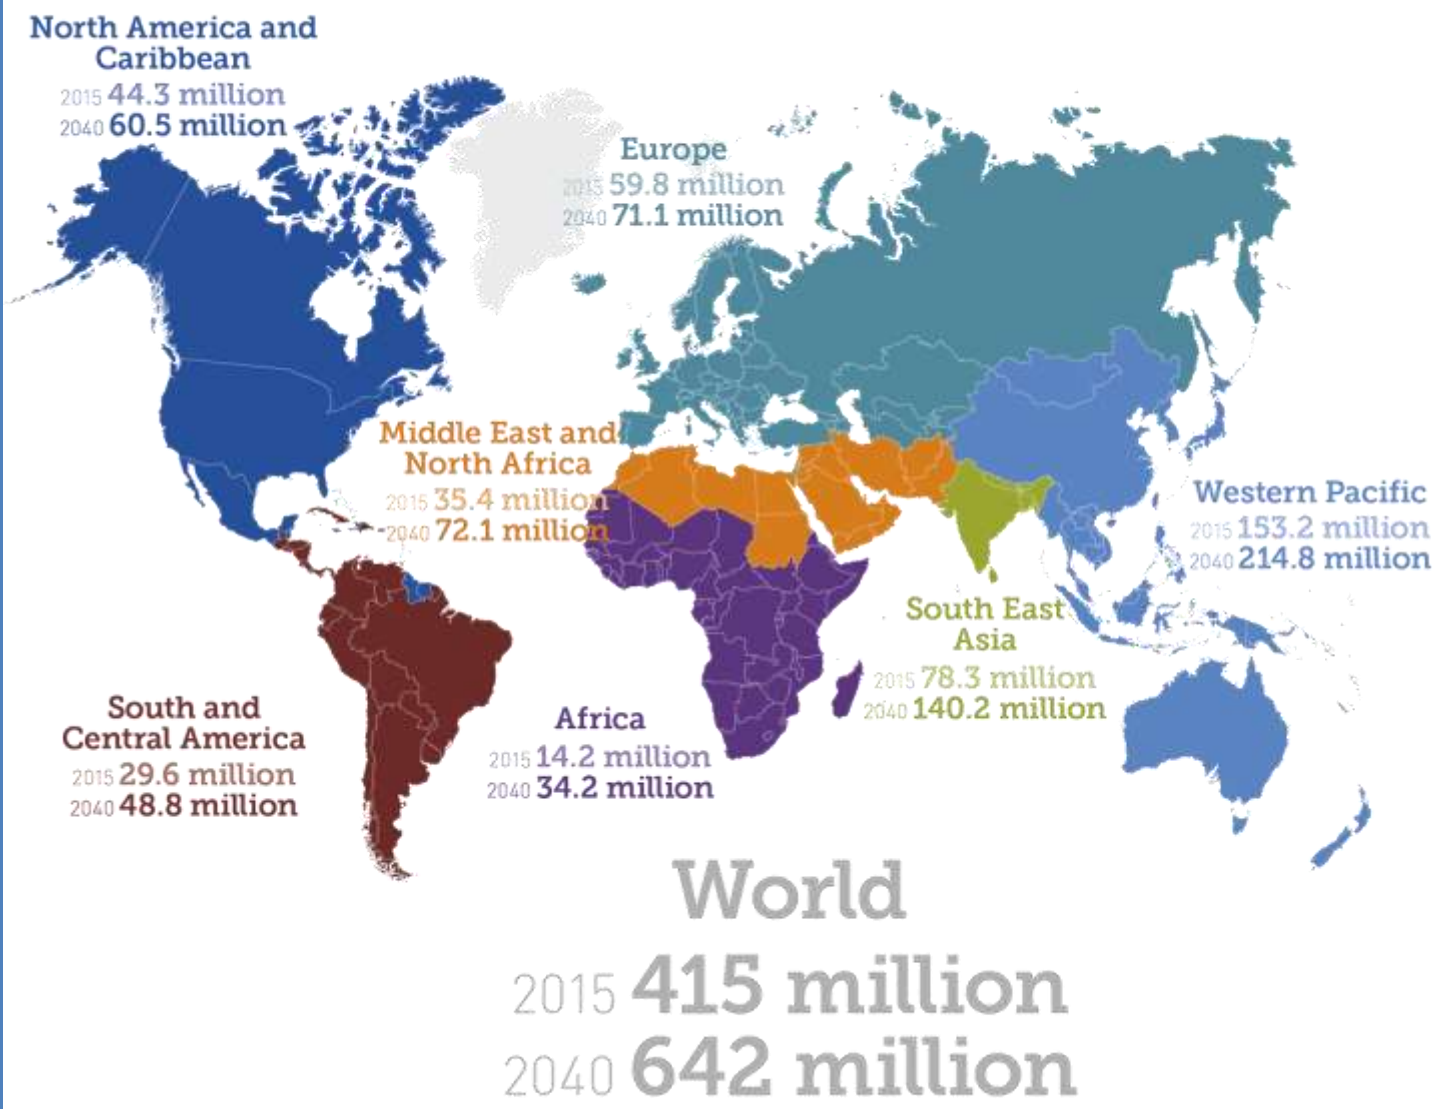 North America and
Caribbean
2015 44.3 million
2040 60.5 million
Europe
2015 59.8 million
2040 71.1 million
Middle East and
North Africa
2015 35.4 million
2040 72.1 million
Western Pacific
2015 153.2 million
2040 214.8 million
South East
Asia
2015 78.3 million
2040 140.2 million
South and
Central America
2015 29.6 million
2040 48.8 million
Africa
2015 14.2 million
2040 34.2 million
World
2015 415 million
2040 642 million